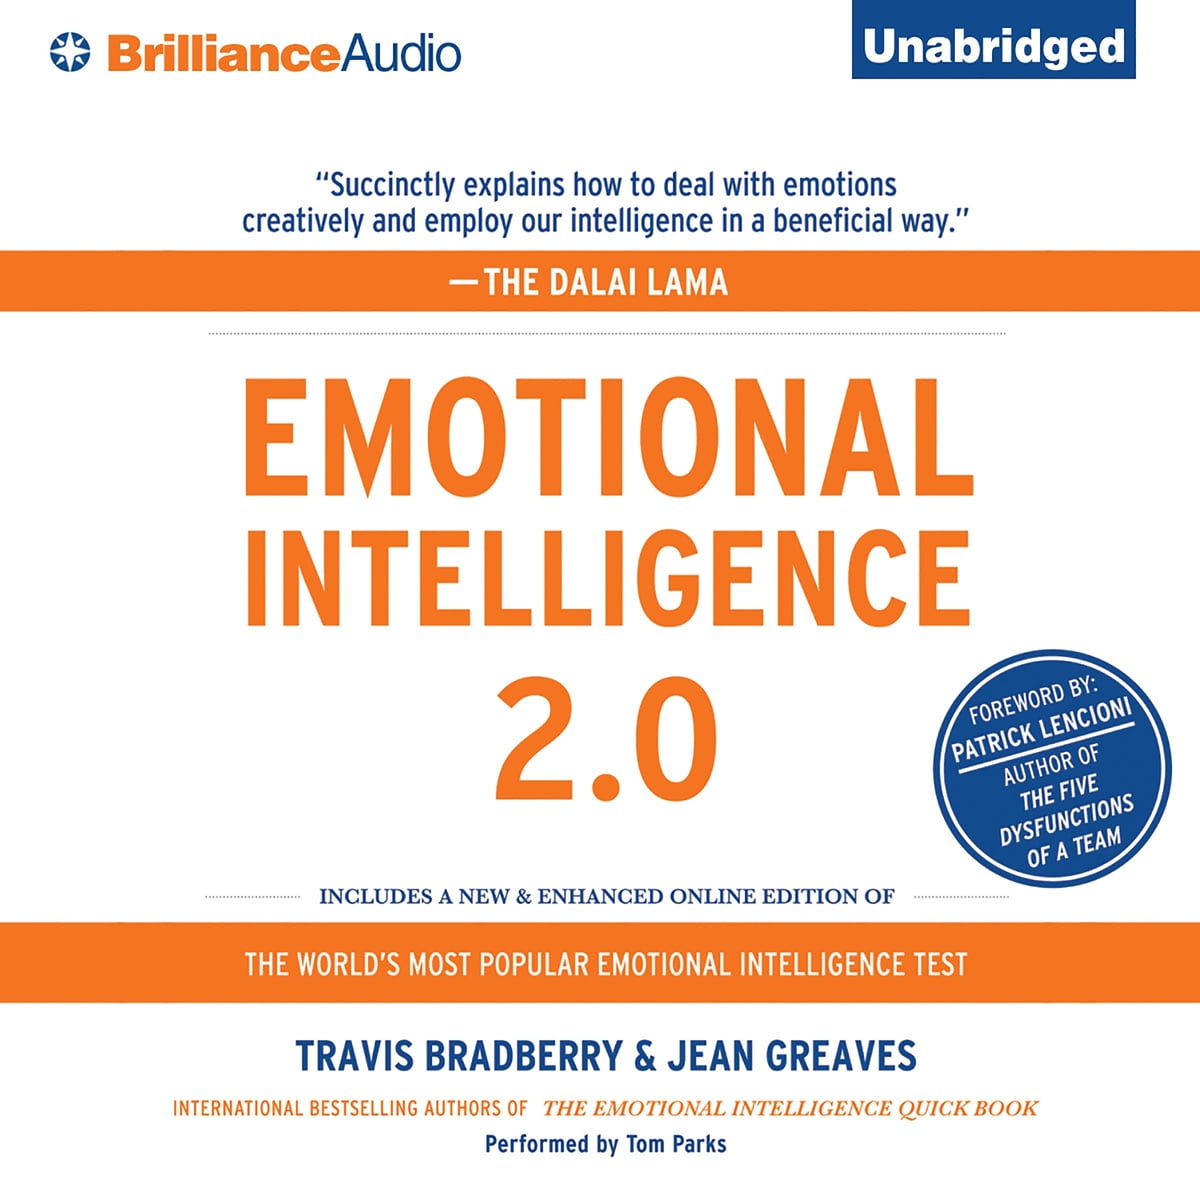 BrillianceAudio
Unabridged
“Succinctly explains how to deal with emotions
creatively and employ our intelligence in a beneficial way.”
—THE DALAI LAMA
EMOTIONAL
INTELLIGENCE
2.0
FOREWORD BY:
PATRICK LENCIONI
AUTHOR OF
THE FIVE
DYSFUNCTIONS
OF A TEAM
INCLUDES A NEW & ENHANCED ONLINE EDITION OF
THE WORLD’S MOST POPULAR EMOTIONAL INTELLIGENCE TEST
TRAVIS BRADBERRY & JEAN GREAVES
INTERNATIONAL BESTSELLING AUTHORS OF THE EMOTIONAL INTELLIGENCE QUICK BOOK
Performed by Tom Parks